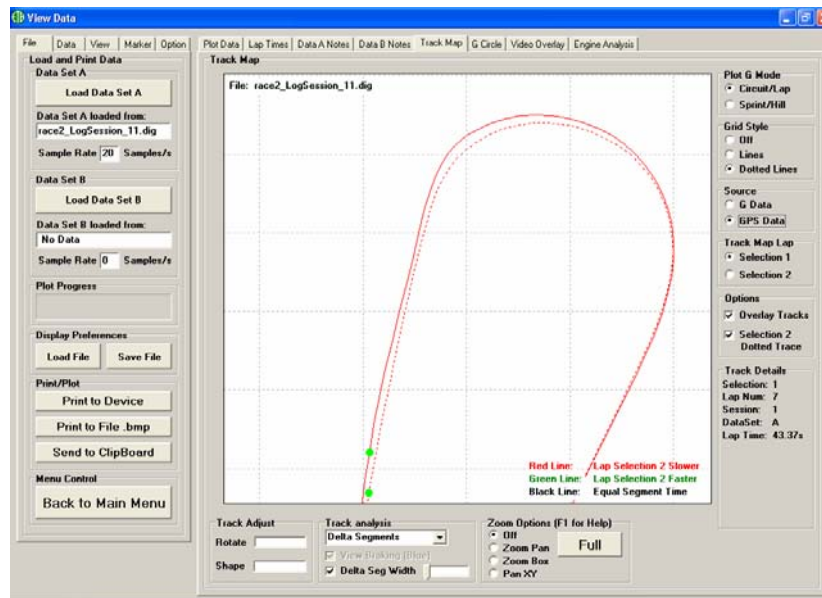 View Data
File Data View Marker Option
Plot Data Lap Times Data A Notes Data B Notes Track Map G Circle Video Overlay Engine Analysis
Load and Print Data
Data Set A
Load Data Set A
Data Set A loaded from:
race2_LogSession_11.dig
Sample Rate 20 Samples/s
Data Set B
Load Data Set B
Data Set B loaded from:
No Data
Sample Rate 0 Samples/s
Plot Progress
Display Preferences
Load File Save File
Print/Plot
Print to Device
Print to File .bmp
Send to ClipBoard
Menu Control
Back to Main Menu
Track Map
File: race2_LogSession_11.dig
Red Line: Lap Selection 2 Slower
Green Line: Lap Selection 2 Faster
Black Line: Equal Segment Time
Track Adjust
Rotate
Shape
Track analysis
Delta Segments
View Braking (Blue)
Delta Seg Width
Zoom Options (F1 for Help)
Off
Zoom Pan
Zoom Box
Pan XY
Full
Plot G Mode
Circuit/Lap
Sprint/Hill
Grid Style
Off
Lines
Dotted Lines
Source
G Data
GPS Data
Track Map Lap
Selection 1
Selection 2
Options
Overlay Tracks
Selection 2
Dotted Trace
Track Details
Selection: 1
Lap Num: 7
Session: 1
DataSet: A
Lap Time: 43.37s